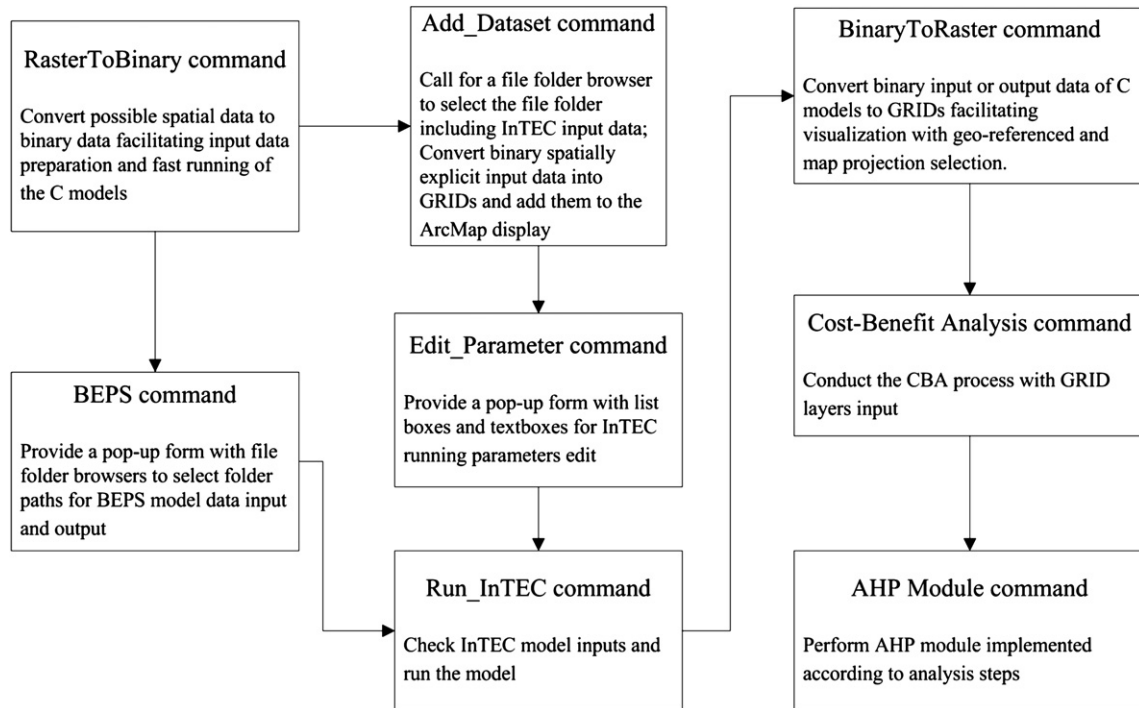 RasterToBinary command
Convert possible spatial data to
binary data facilitating input data
preparation and fast running of
the C models
BEPS command
Provide a pop-up form with file
folder browsers to select folder
paths for BEPS model data input
and output
Add_Dataset command
Call for a file folder browser
to select the file folder
including InTEC input data;
Convert binary spatially
explicit input data into
GRIDs and add them to the
ArcMap display
Edit_Parameter command
Provide a pop-up form with list
boxes and textboxes for InTEC
running parameters edit
Run_InTEC command
Check InTEC model inputs and
run the model
BinaryToRaster command
Convert binary input or output data of C
models to GRIDs facilitating
visualization with geo-referenced and
map projection selection.
Cost-Benefit Analysis command
Conduct the CBA process with GRID
layers input
AHP Module command
Perform AHP module implemented
according to analysis steps